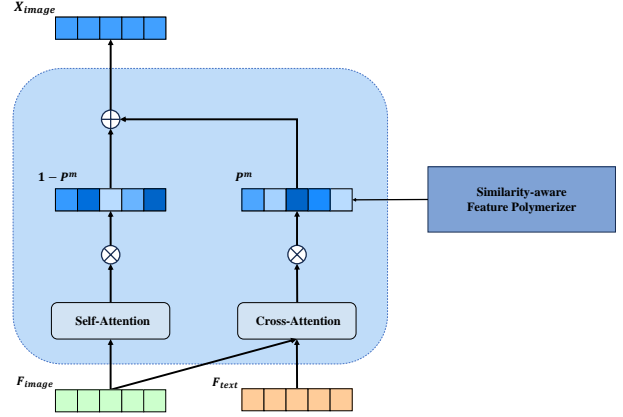 X_image
1 − P^m
P^m
Similarity-aware
Feature Polymerizer
Self-Attention
Cross-Attention
F_image
F_text